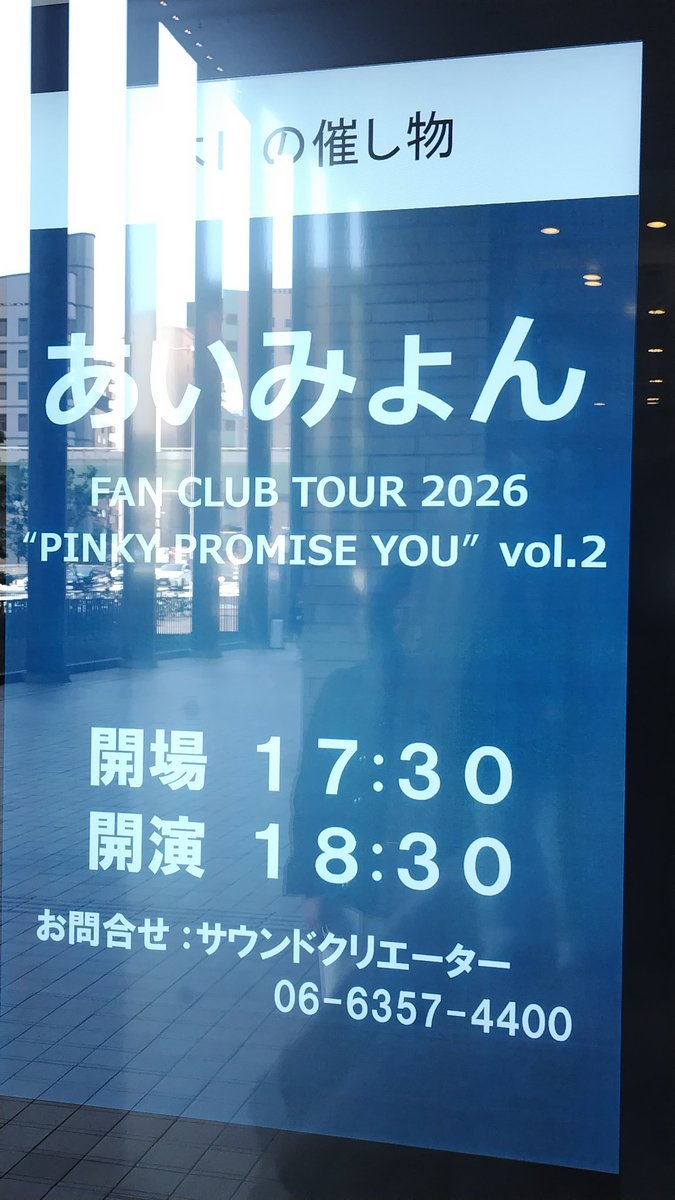 の催し物
あいみょん
FAN CLUB TOUR 2026
“PINKY PROMISE YOU” vol.2
開場 17:30
開演 18:30
お問合せ：サウンドクリエーター
06-6357-4400